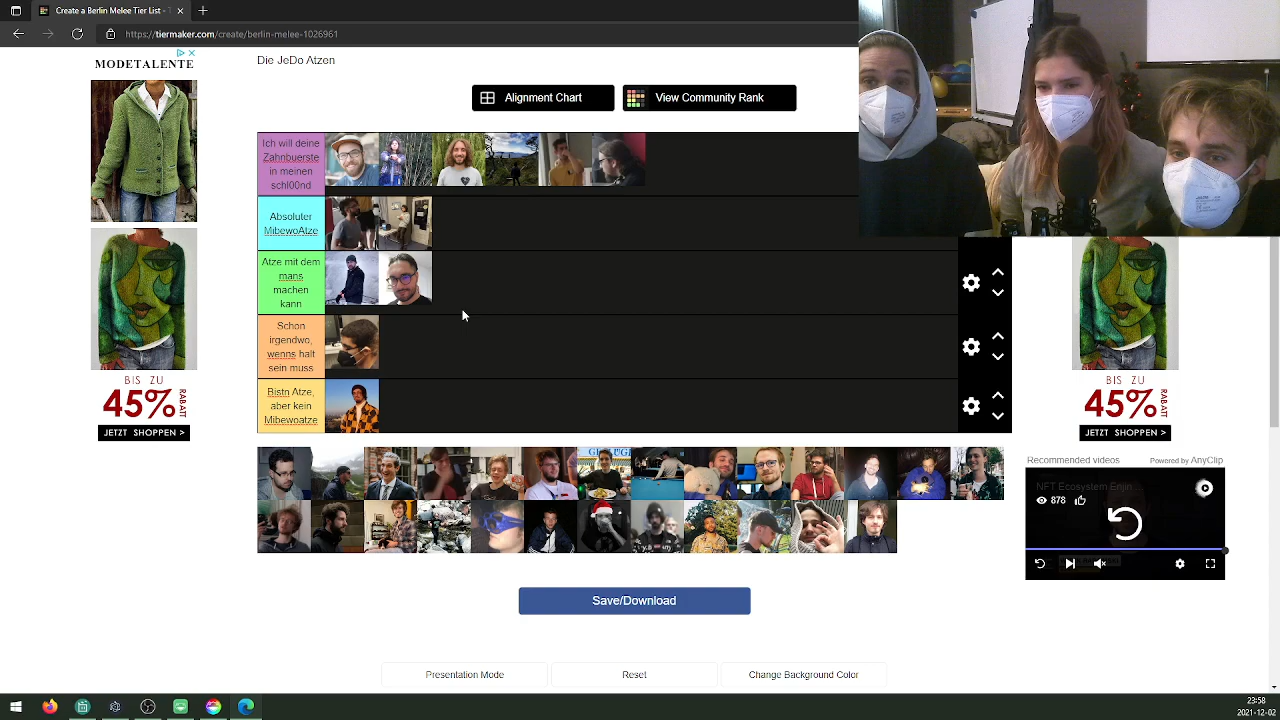 Create a Berlin Melee Tier List - T
https://tiermaker.com/create/berlin-melee-1026961
MODETALENTE
BIS ZU
45%
RABATT
JETZT SHOPPEN >
Die JeDo Atzen
Alignment Chart
View Community Rank
Ich will deine
Zahnbuerste
in meinen
schl00nd
Absoluter
MibewoAtze
Atze mit dem
mans
machen
kann
Schon
irgendwo,
wenns halt
sein muss
Bistn Atze,
aber kein
Mibewoatze
Save/Download
Presentation Mode
Reset
Change Background Color
BIS ZU
45%
RABATT
JETZT SHOPPEN >
Recommended videos
Powered by AnyClip
NFT Ecosystem Enjin
878
23:58
2021-12-02